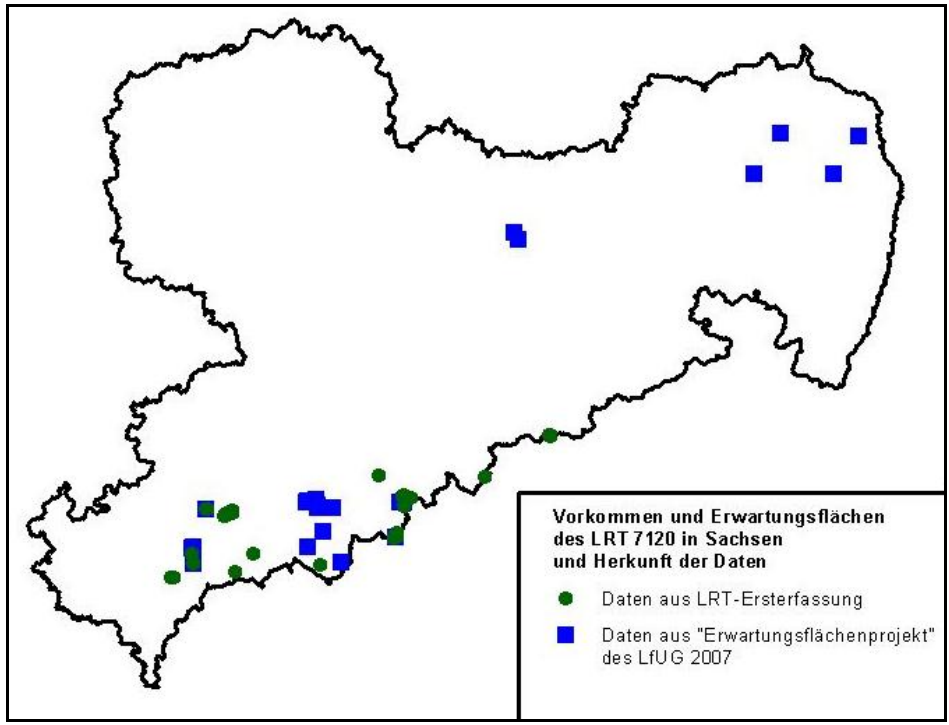 Vorkommen und Erwartungsflächen
des LRT 7120 in Sachsen
und Herkunft der Daten
Daten aus LRT-Ersterfassung
Daten aus "Erwartungsflächenprojekt"
des LfUG 2007